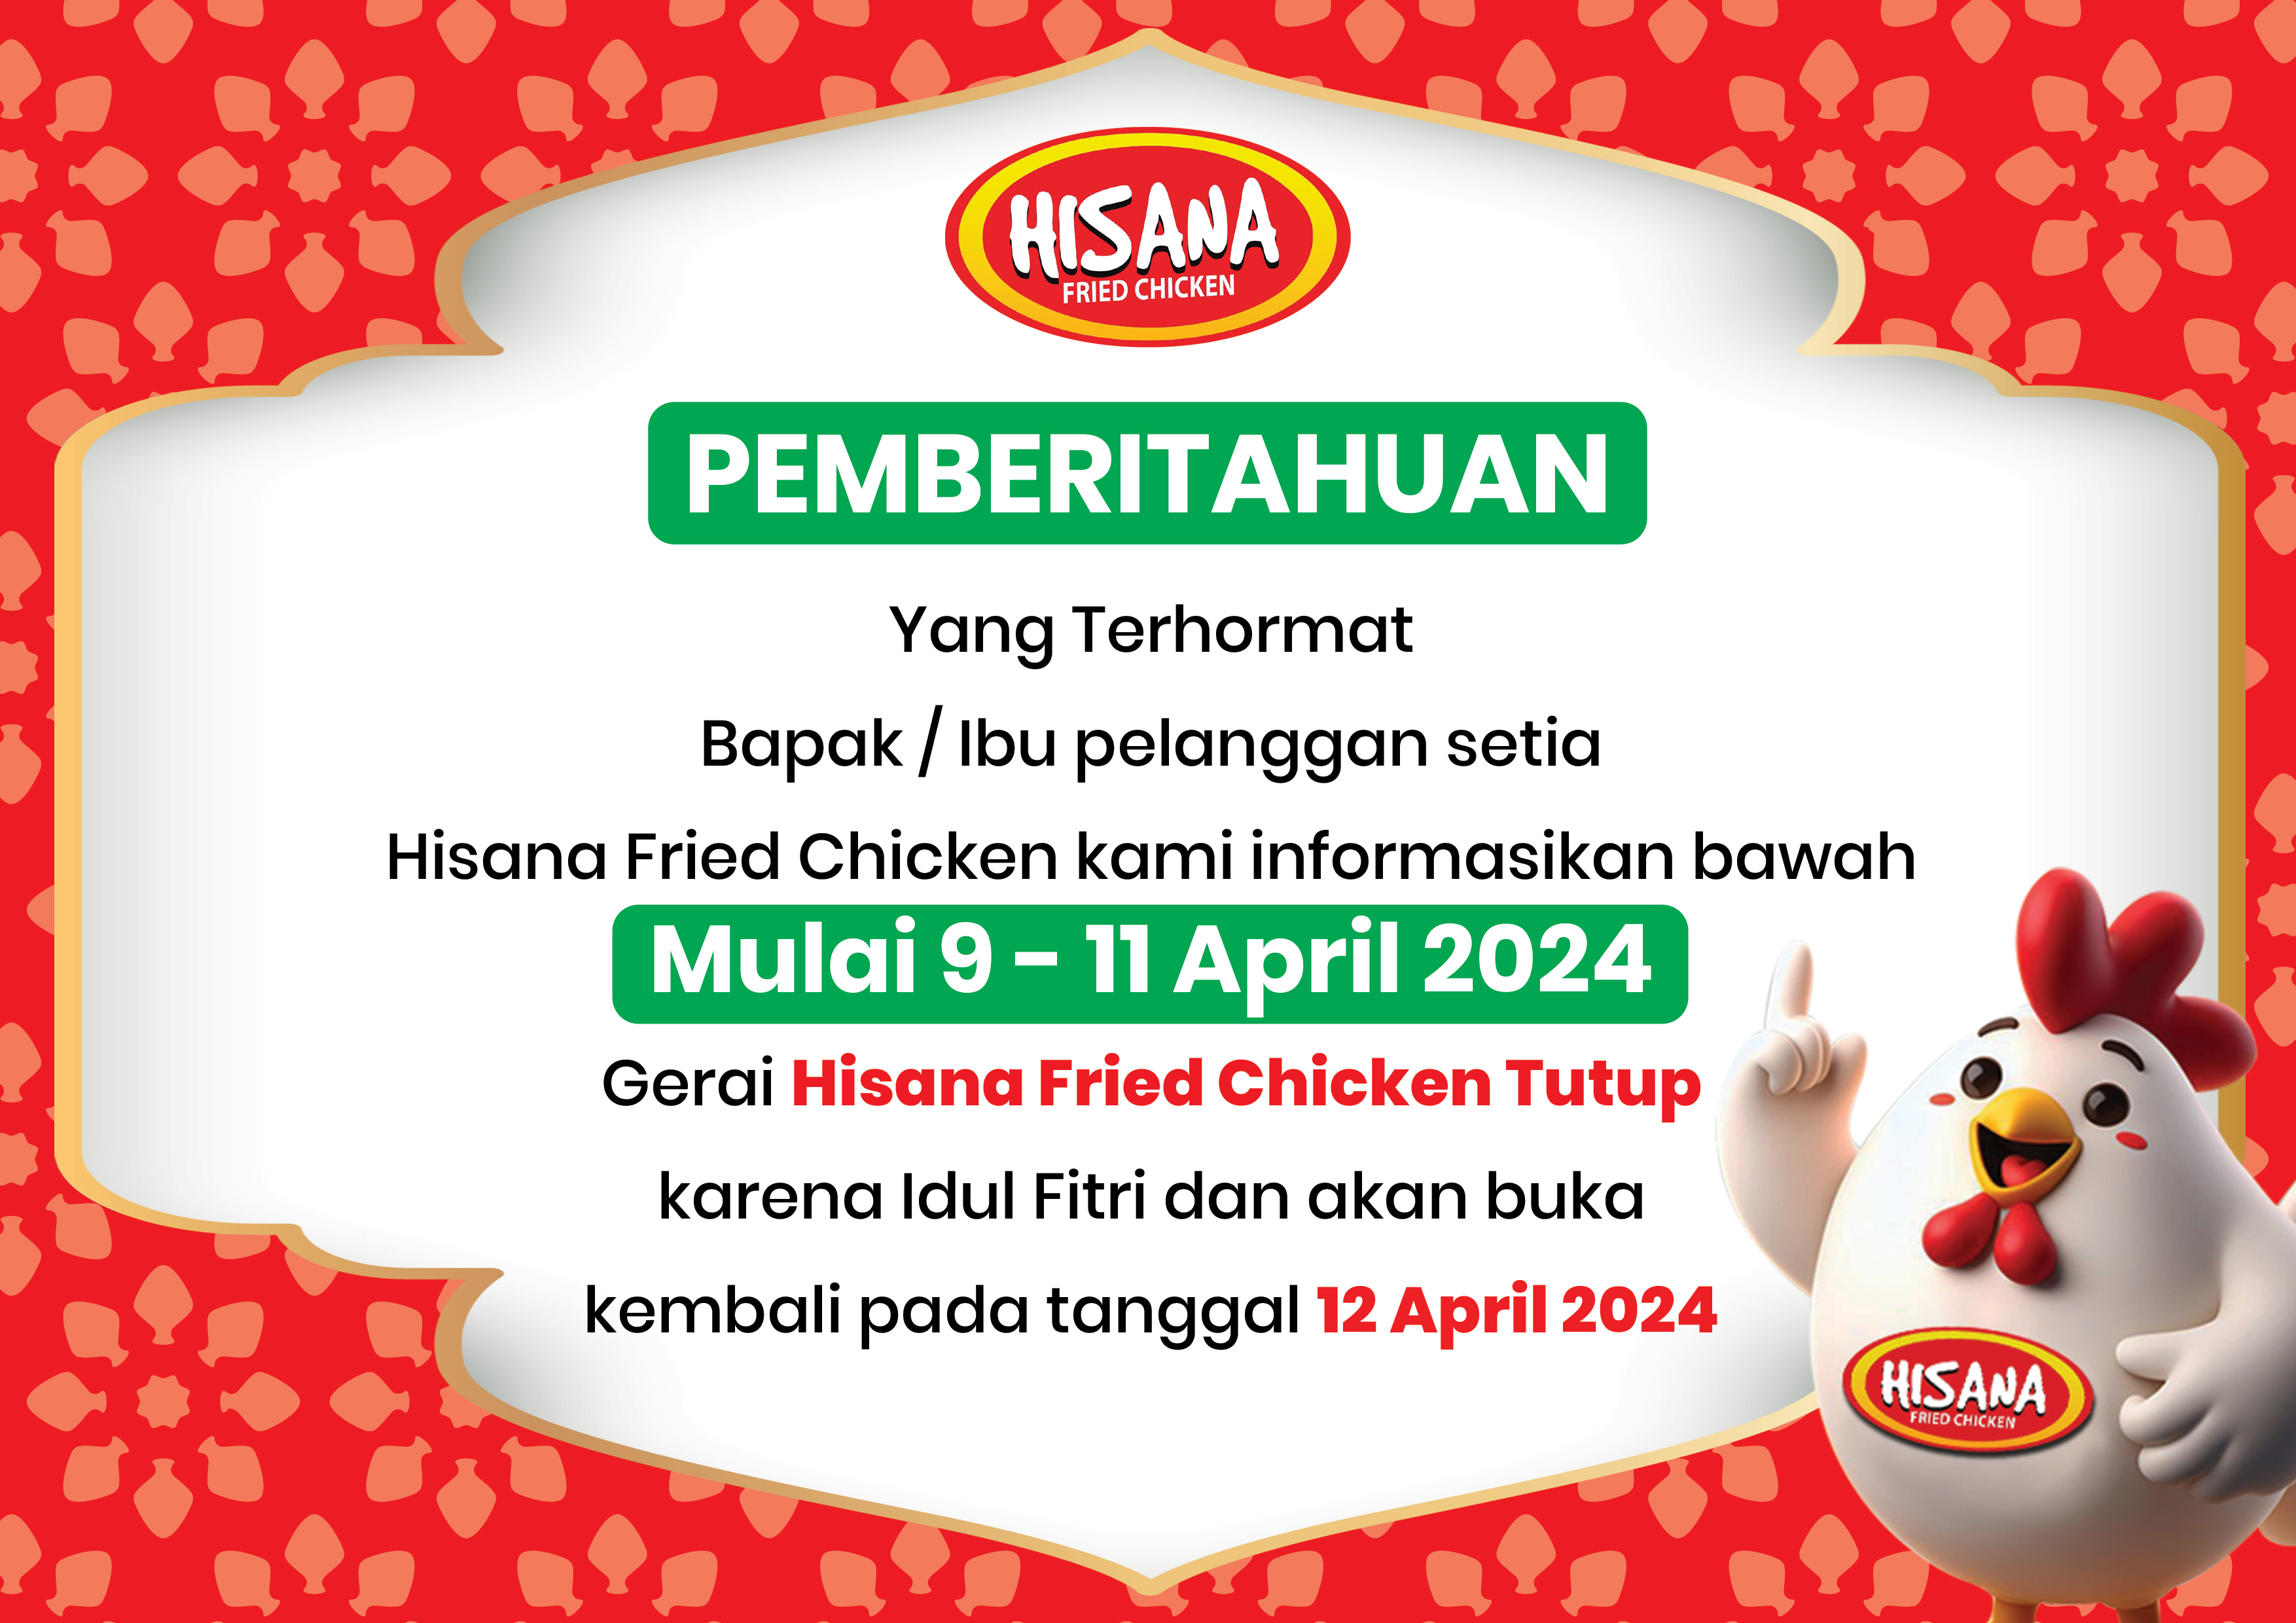 HISANA
FRIED CHICKEN
PEMBERITAHUAN
Yang Terhormat
Bapak / Ibu pelanggan setia
Hisana Fried Chicken kami informasikan bawah
Mulai 9 - 11 April 2024
Gerai Hisana Fried Chicken Tutup
karena Idul Fitri dan akan buka
kembali pada tanggal 12 April 2024
HISANA
FRIED CHICKEN